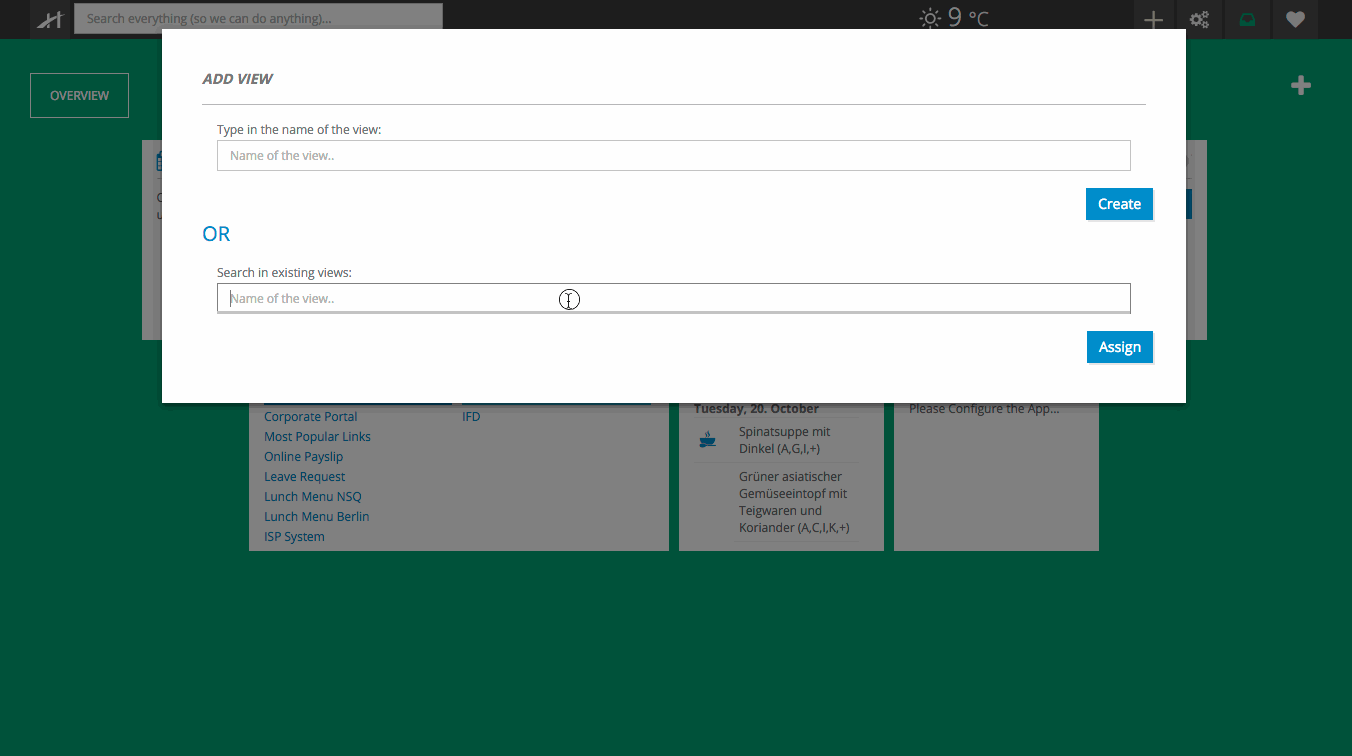 Search everything (so we can do anything)...
9 °C
OVERVIEW
ADD VIEW
Type in the name of the view:
Name of the view..
Create
OR
Search in existing views:
Name of the view..
Assign
Corporate Portal
Most Popular Links
Online Payslip
Leave Request
Lunch Menu NSQ
Lunch Menu Berlin
ISP System
IFD
Tuesday, 20. October
Spinatsuppe mit
Dinkel (A,G,I,+)
Grüner asiatischer
Gemüseeintopf mit
Teigwaren und
Koriander (A,C,I,K,+)
Please Configure the App...